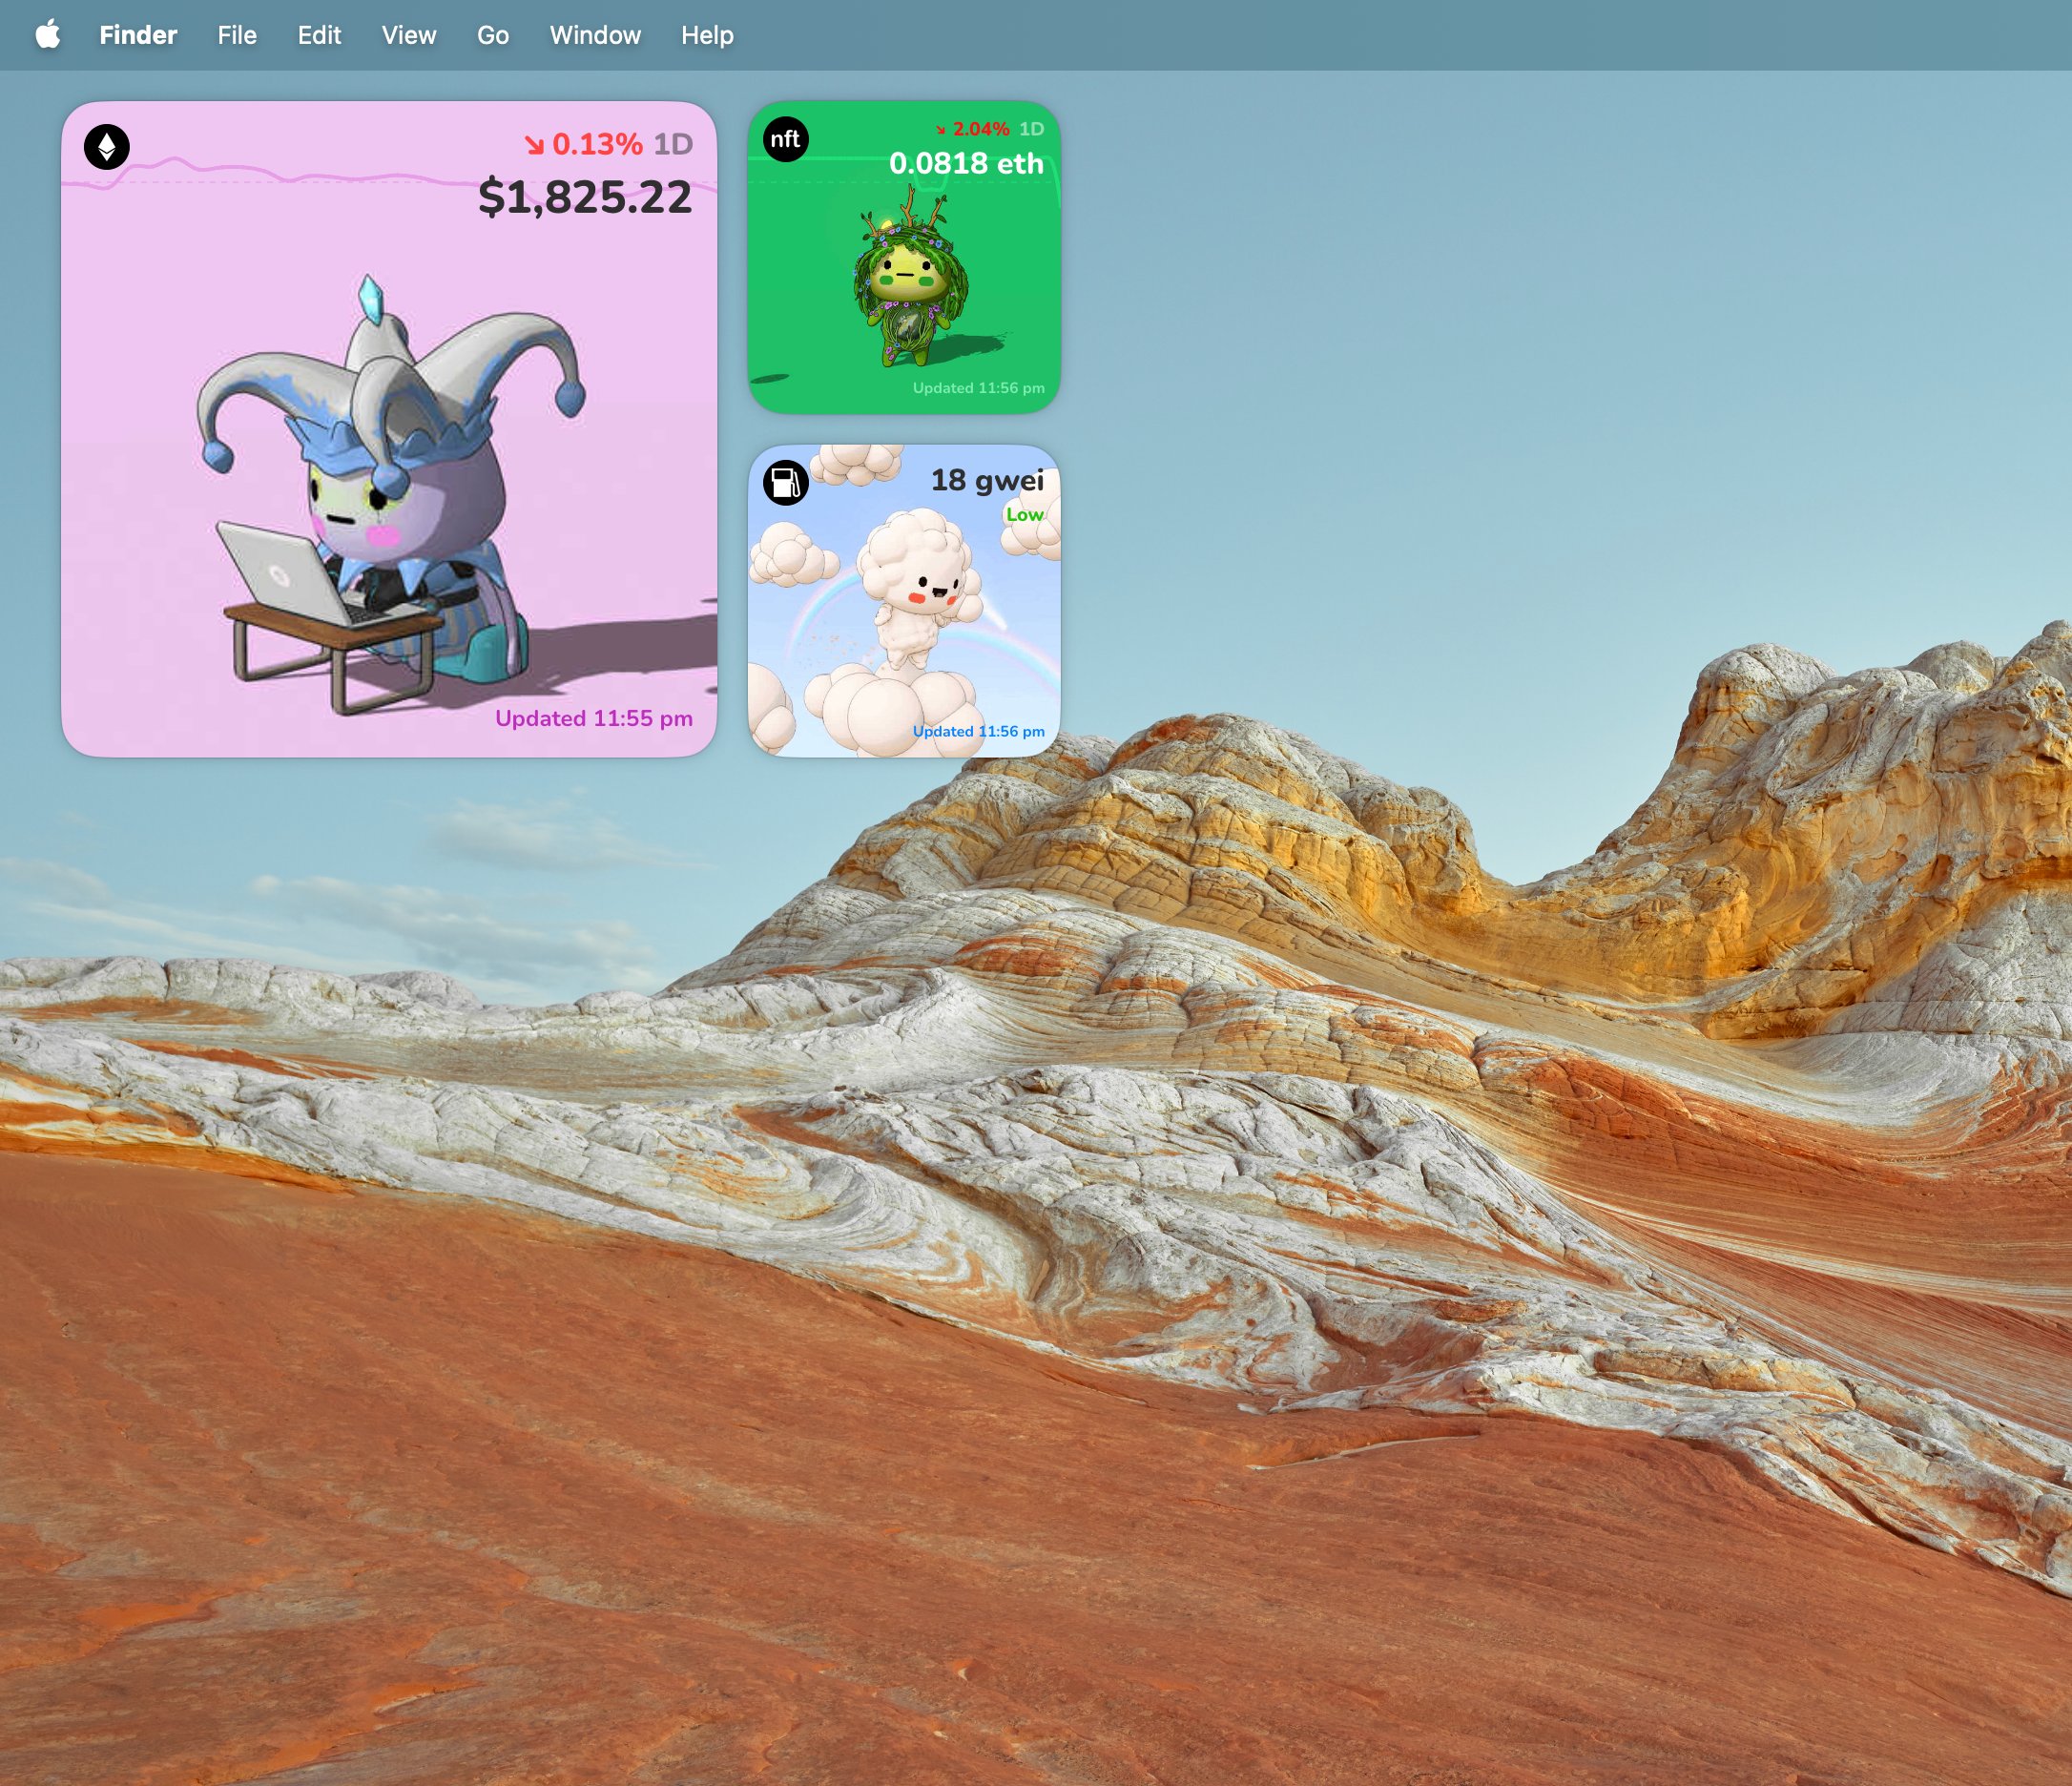 Finder File Edit View Go Window Help
0.13% 1D
$1,825.22
Updated 11:55 pm
nft
2.04% 1D
0.0818 eth
Updated 11:56 pm
18 gwei
Low
Updated 11:56 pm